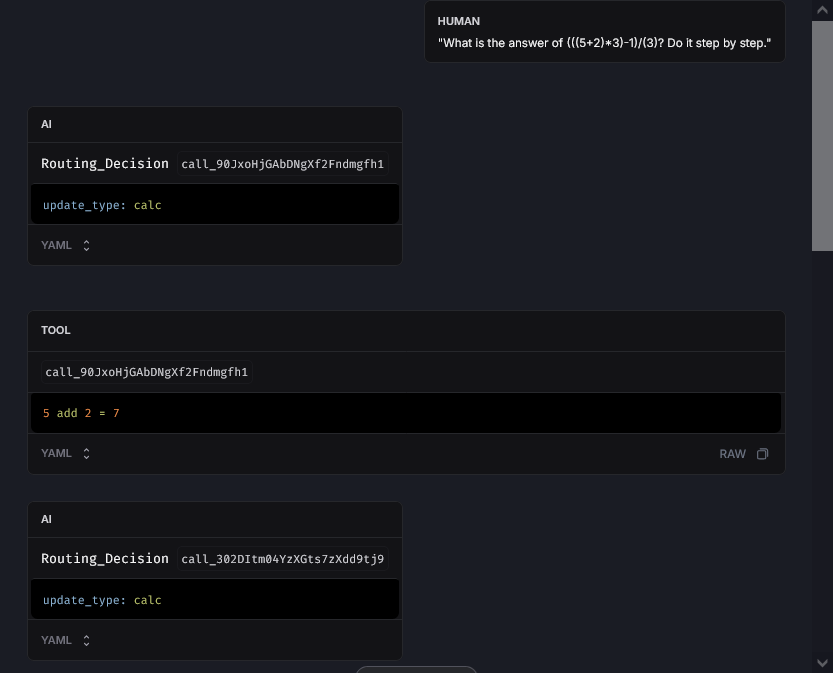 HUMAN
"What is the answer of (((5+2)*3)-1)/(3)? Do it step by step."
AI
Routing_Decision call_90JxoHjGAbDNgXf2Fndmgfh1
update_type: calc
YAML
TOOL
call_90JxoHjGAbDNgXf2Fndmgfh1
5 add 2 = 7
YAML RAW
AI
Routing_Decision call_302DItm04YzXGts7zXdd9tj9
update_type: calc
YAML